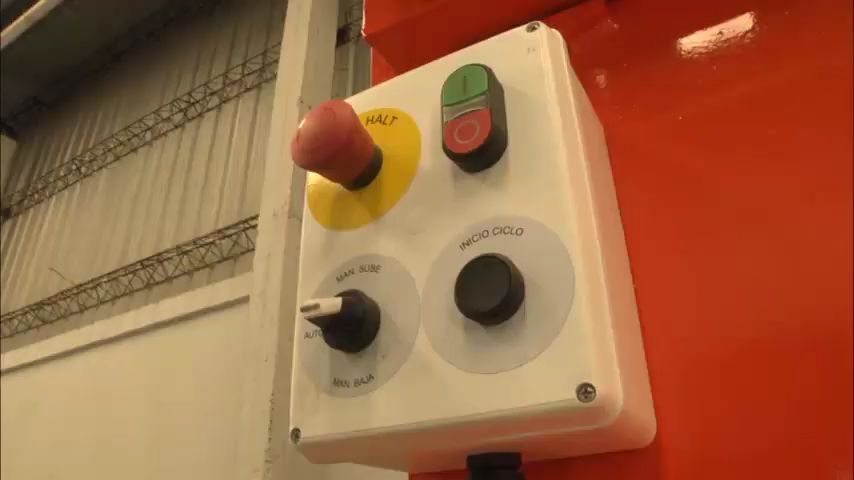 HALT
INICIO CICLO
MAN SUBE
AUTO
MAN BAJA